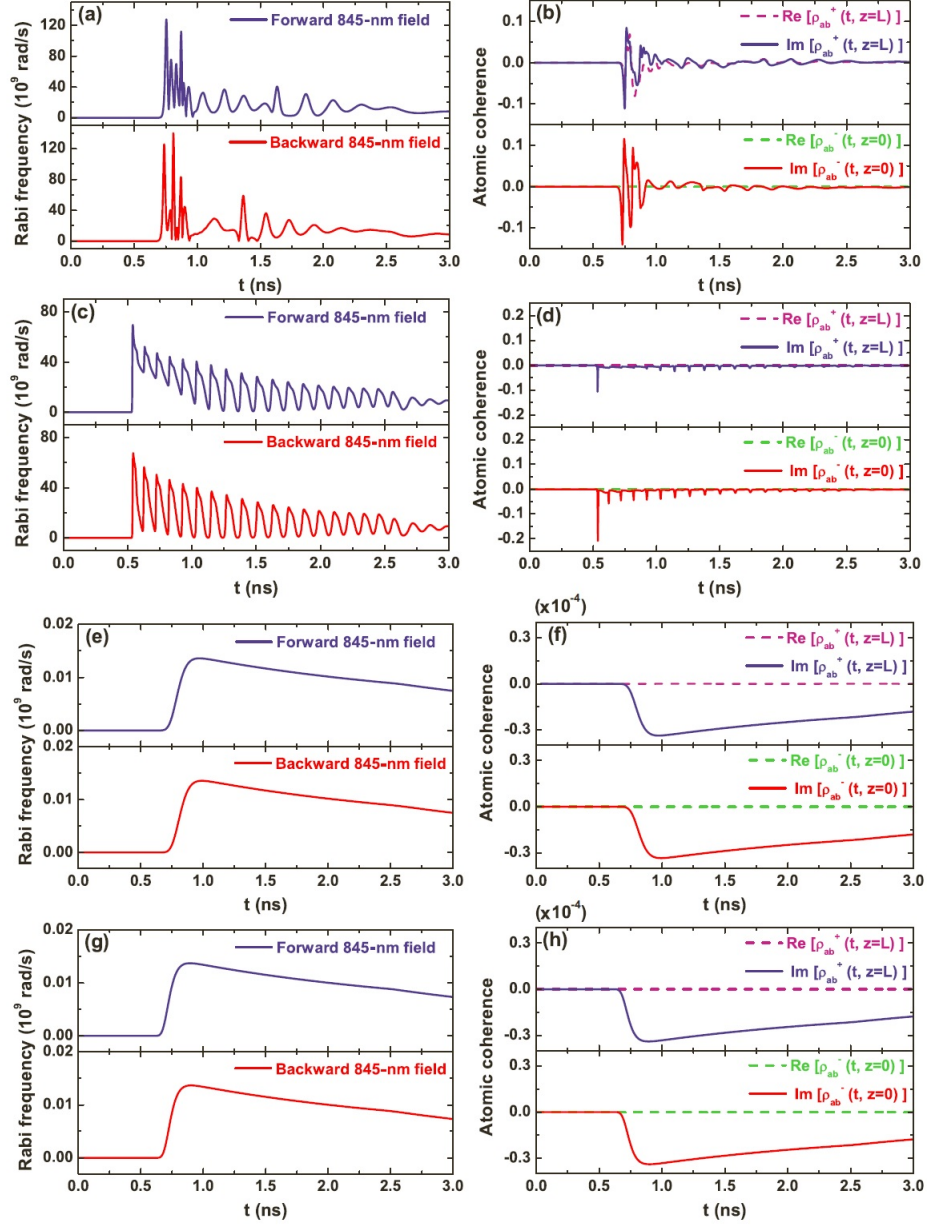 (a)
Forward 845-nm field
Backward 845-nm field
Rabi frequency (10⁹ rad/s)
120
80
40
0
120
80
40
0
0.0 0.5 1.0 1.5 2.0 2.5 3.0
t (ns)
(b)
Re [ρab⁺ (t, z=L) ]
Im [ρab⁺ (t, z=L) ]
Re [ρab⁻ (t, z=0) ]
Im [ρab⁻ (t, z=0) ]
Atomic coherence
0.1
0.0
-0.1
0.1
0.0
-0.1
0.0 0.5 1.0 1.5 2.0 2.5 3.0
t (ns)
(c)
Forward 845-nm field
Backward 845-nm field
Rabi frequency (10⁹ rad/s)
80
40
0
80
40
0
0.0 0.5 1.0 1.5 2.0 2.5 3.0
t (ns)
(d)
Re [ρab⁺ (t, z=L) ]
Im [ρab⁺ (t, z=L) ]
Re [ρab⁻ (t, z=0) ]
Im [ρab⁻ (t, z=0) ]
Atomic coherence
0.2
0.1
0.0
-0.1
-0.2
0.2
0.1
0.0
-0.1
-0.2
0.0 0.5 1.0 1.5 2.0 2.5 3.0
t (ns)
(e)
Forward 845-nm field
Backward 845-nm field
Rabi frequency (10⁹ rad/s)
0.02
0.01
0.00
0.02
0.01
0.00
0.0 0.5 1.0 1.5 2.0 2.5 3.0
t (ns)
(x10⁻⁴)
(f)
Re [ρab⁺ (t, z=L) ]
Im [ρab⁺ (t, z=L) ]
Re [ρab⁻ (t, z=0) ]
Im [ρab⁻ (t, z=0) ]
Atomic coherence
0.3
0.0
-0.3
0.3
0.0
-0.3
0.0 0.5 1.0 1.5 2.0 2.5 3.0
t (ns)
(g)
Forward 845-nm field
Backward 845-nm field
Rabi frequency (10⁹ rad/s)
0.02
0.01
0.00
0.02
0.01
0.00
0.0 0.5 1.0 1.5 2.0 2.5 3.0
t (ns)
(x10⁻⁴)
(h)
Re [ρab⁺ (t, z=L) ]
Im [ρab⁺ (t, z=L) ]
Re [ρab⁻ (t, z=0) ]
Im [ρab⁻ (t, z=0) ]
Atomic coherence
0.3
0.0
-0.3
0.3
0.0
-0.3
0.0 0.5 1.0 1.5 2.0 2.5 3.0
t (ns)